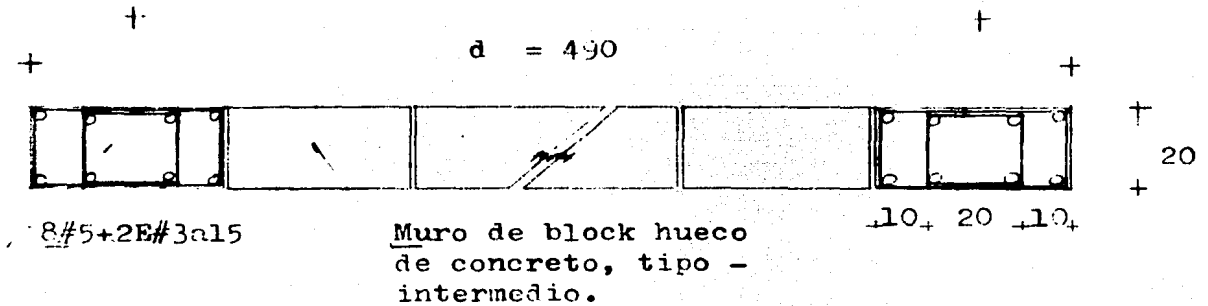 d = 490
20
8#5+2E#3a15
10 20 10
Muro de block hueco
de concreto, tipo -
intermedio.